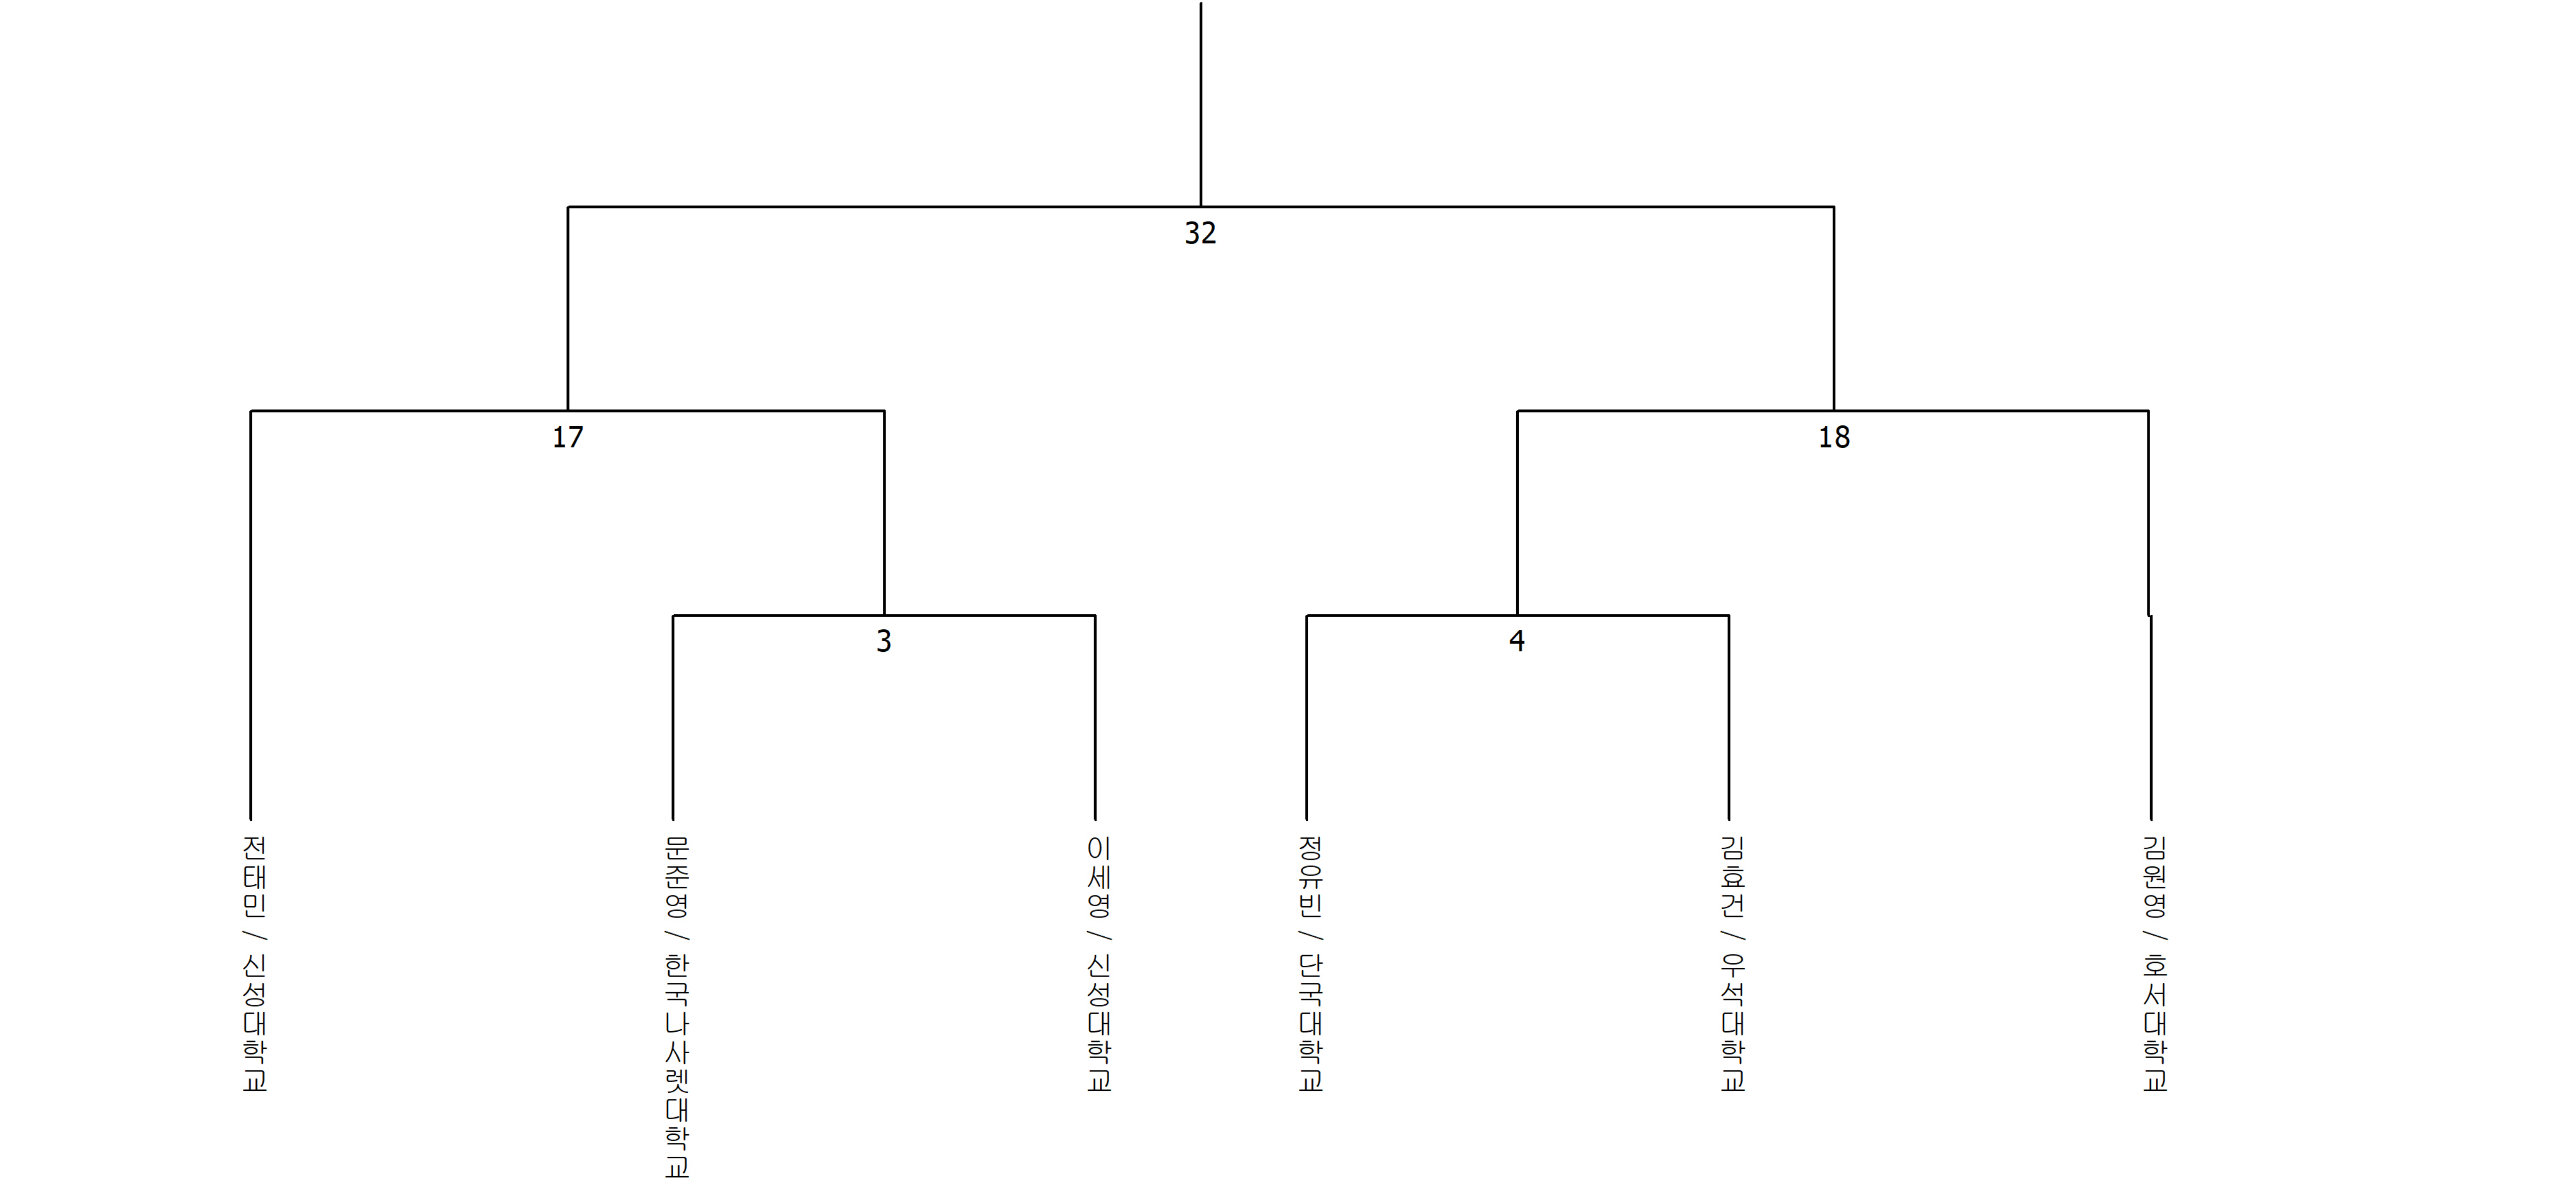 32
17
18
3
4
전태민 / 신성대학교
문준영 / 한국나사렛대학교
이세영 / 신성대학교
정유빈 / 단국대학교
김효건 / 우석대학교
김원영 / 호서대학교